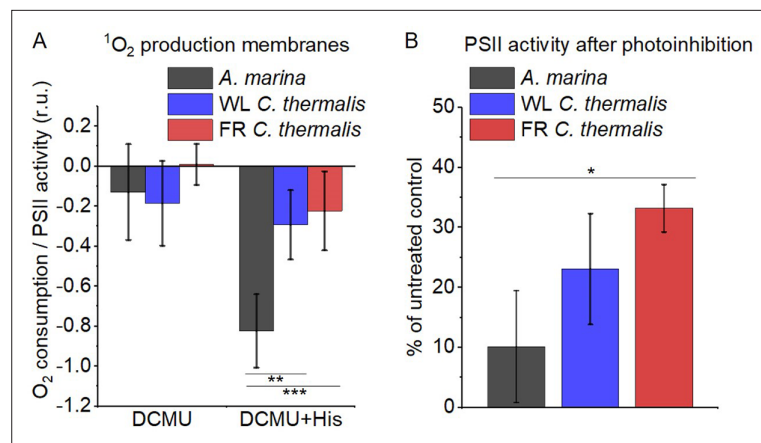 A
¹O₂ production membranes
A. marina
WL C. thermalis
FR C. thermalis
O₂ consumption / PSII activity (r.u.)
0.2
0.0
-0.2
-0.4
-0.6
-0.8
-1.0
-1.2
**
***
DCMU
DCMU+His
B
PSII activity after photoinhibition
A. marina
WL C. thermalis
FR C. thermalis
% of untreated control
50
40
30
20
10
0
*